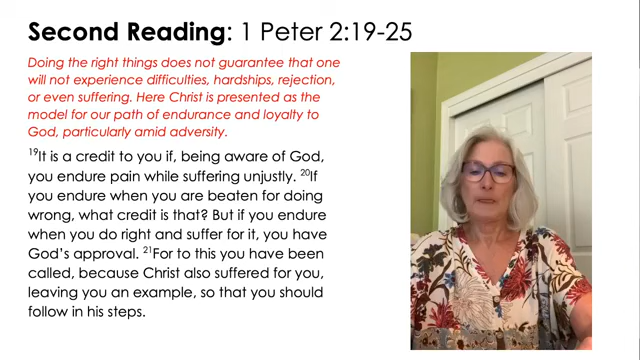 Second Reading: 1 Peter 2:19-25
Doing the right things does not guarantee that one
will not experience difficulties, hardships, rejection,
or even suffering. Here Christ is presented as the
model for our path of endurance and loyalty to
God, particularly amid adversity.
19It is a credit to you if, being aware of God,
you endure pain while suffering unjustly. 20If
you endure when you are beaten for doing
wrong, what credit is that? But if you endure
when you do right and suffer for it, you have
God’s approval. 21For to this you have been
called, because Christ also suffered for you,
leaving you an example, so that you should
follow in his steps.